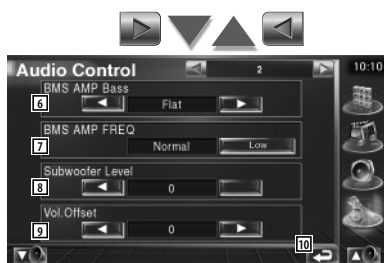 Audio Control 2 10:10
BMS AMP Bass
6 Flat
BMS AMP FREQ
7 Normal Low
Subwoofer Level
8 0
Vol.Offset
9 0
10